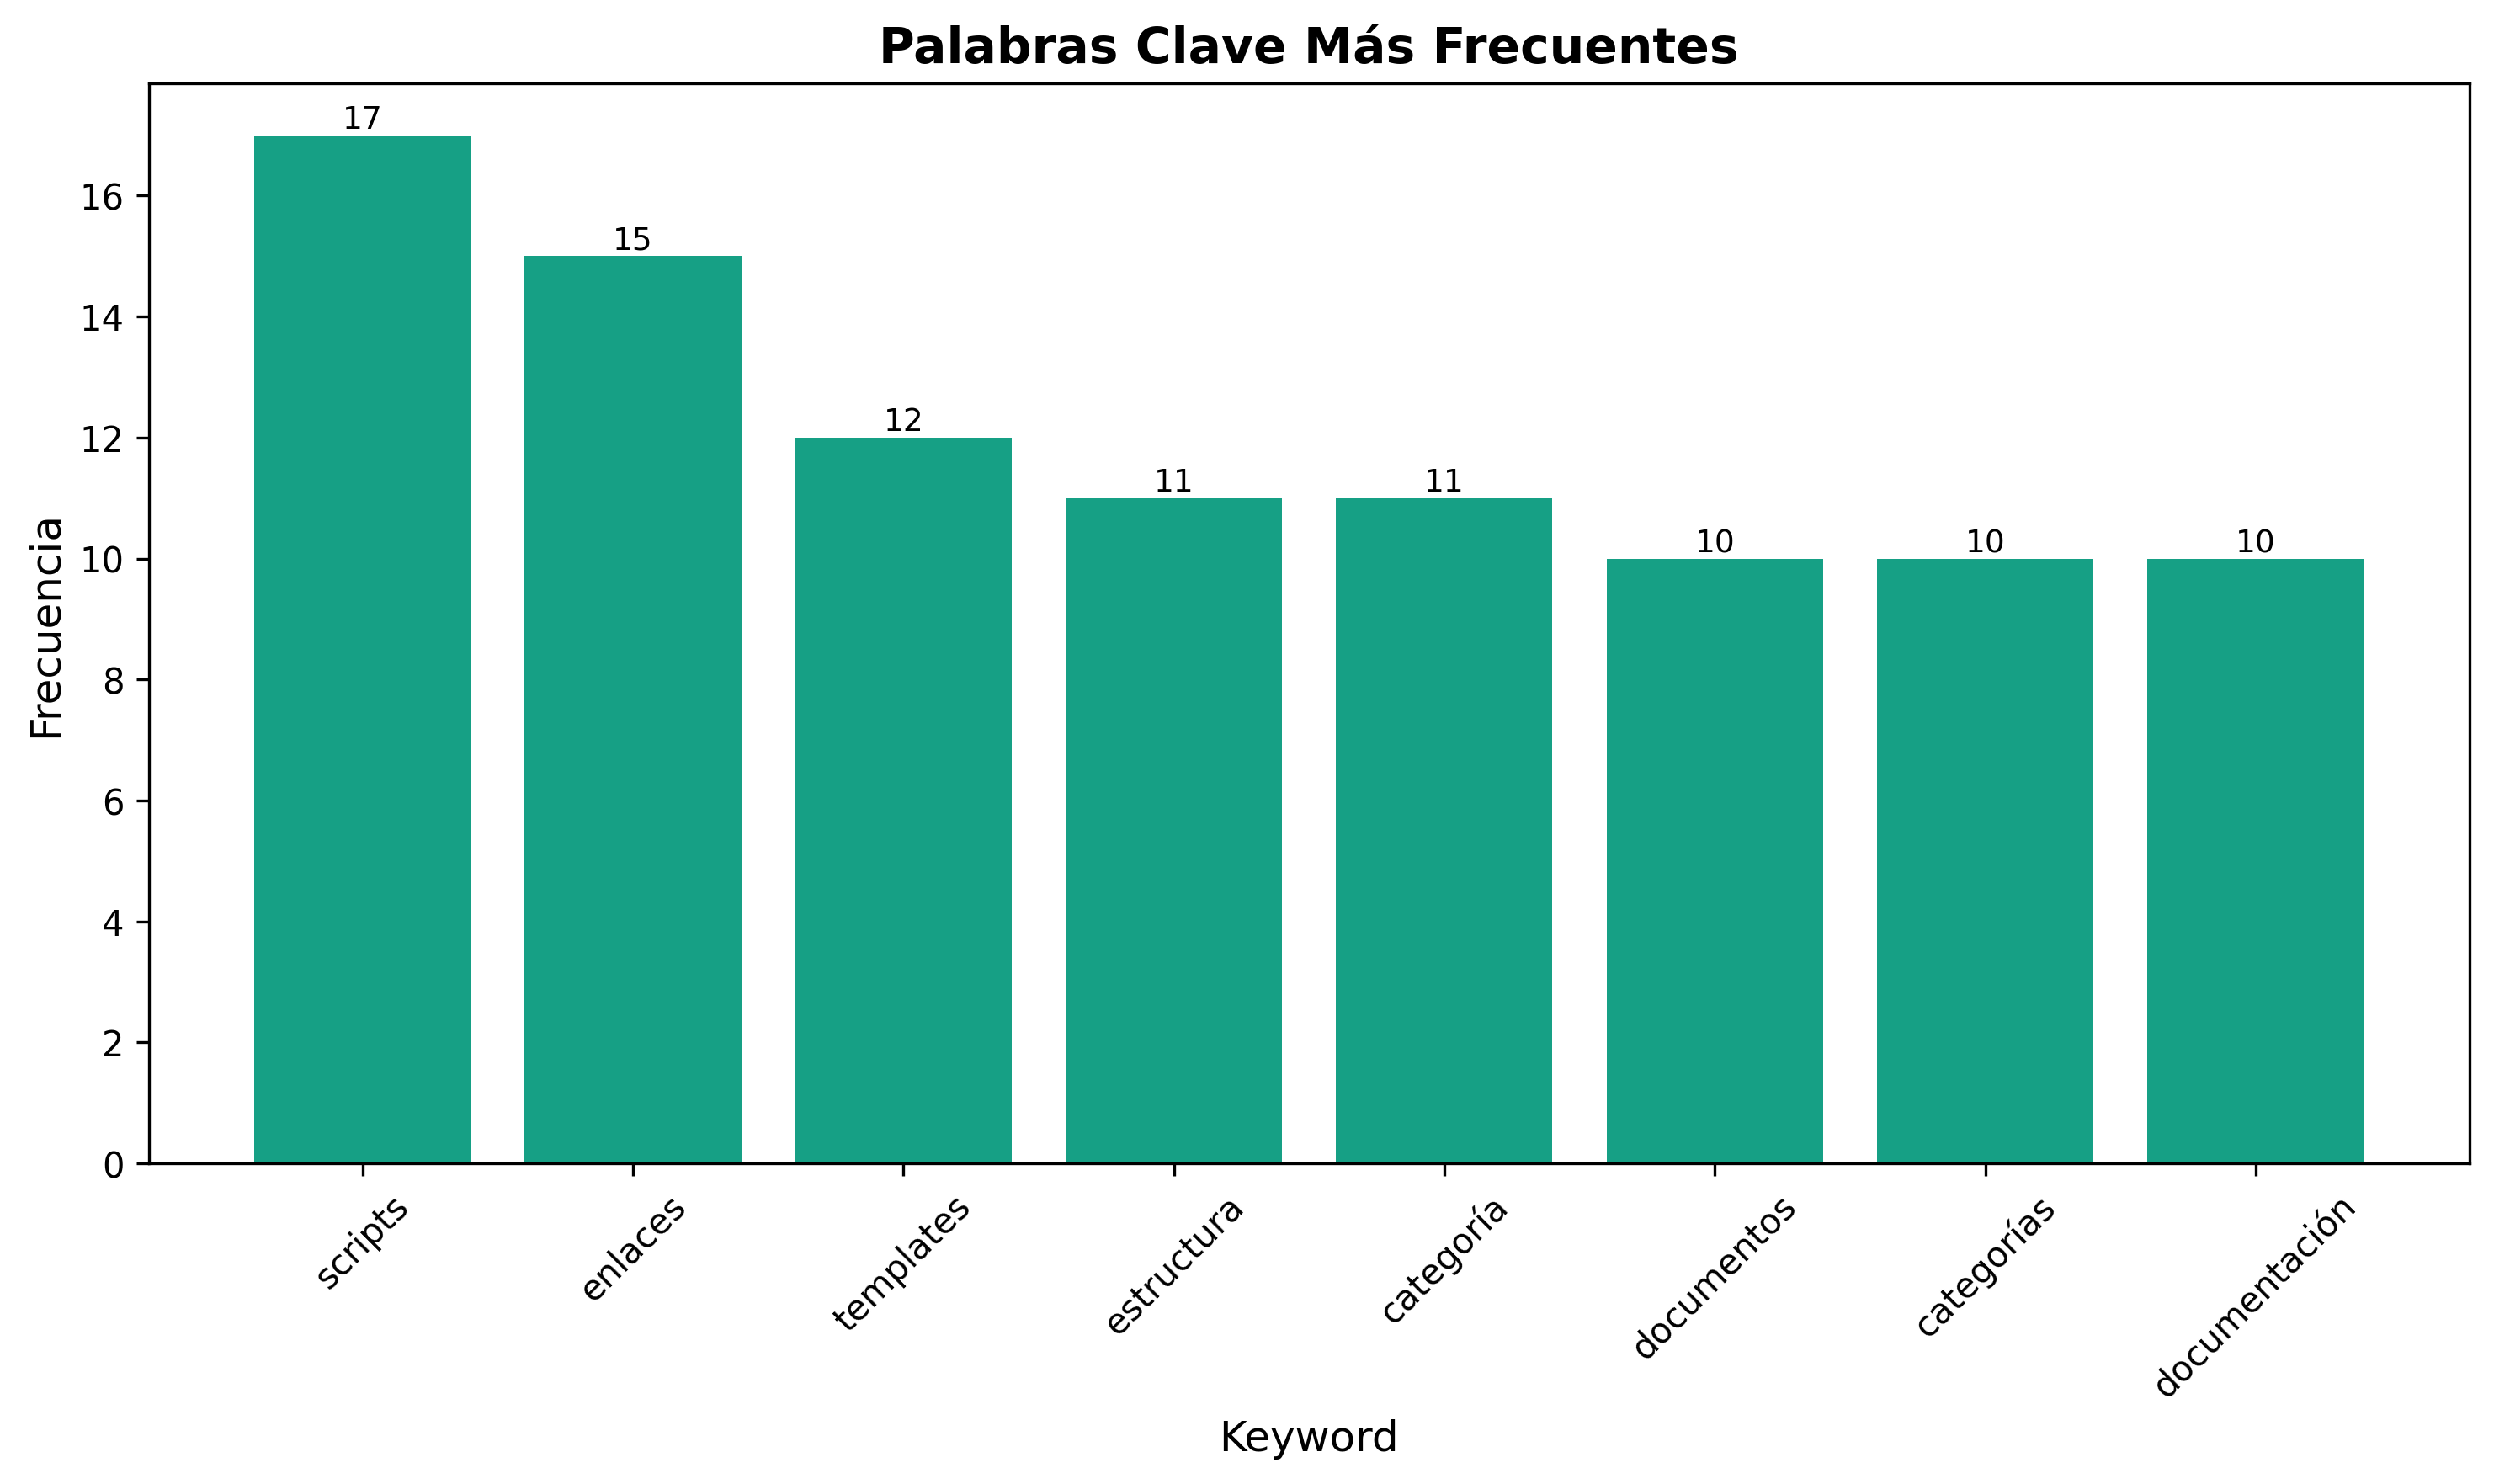 Palabras Clave Más Frecuentes
17
15
12
11
11
10
10
10
16
14
12
10
8
6
4
2
0
Frecuencia
scripts
enlaces
templates
estructura
categoría
documentos
categorías
documentación
Keyword